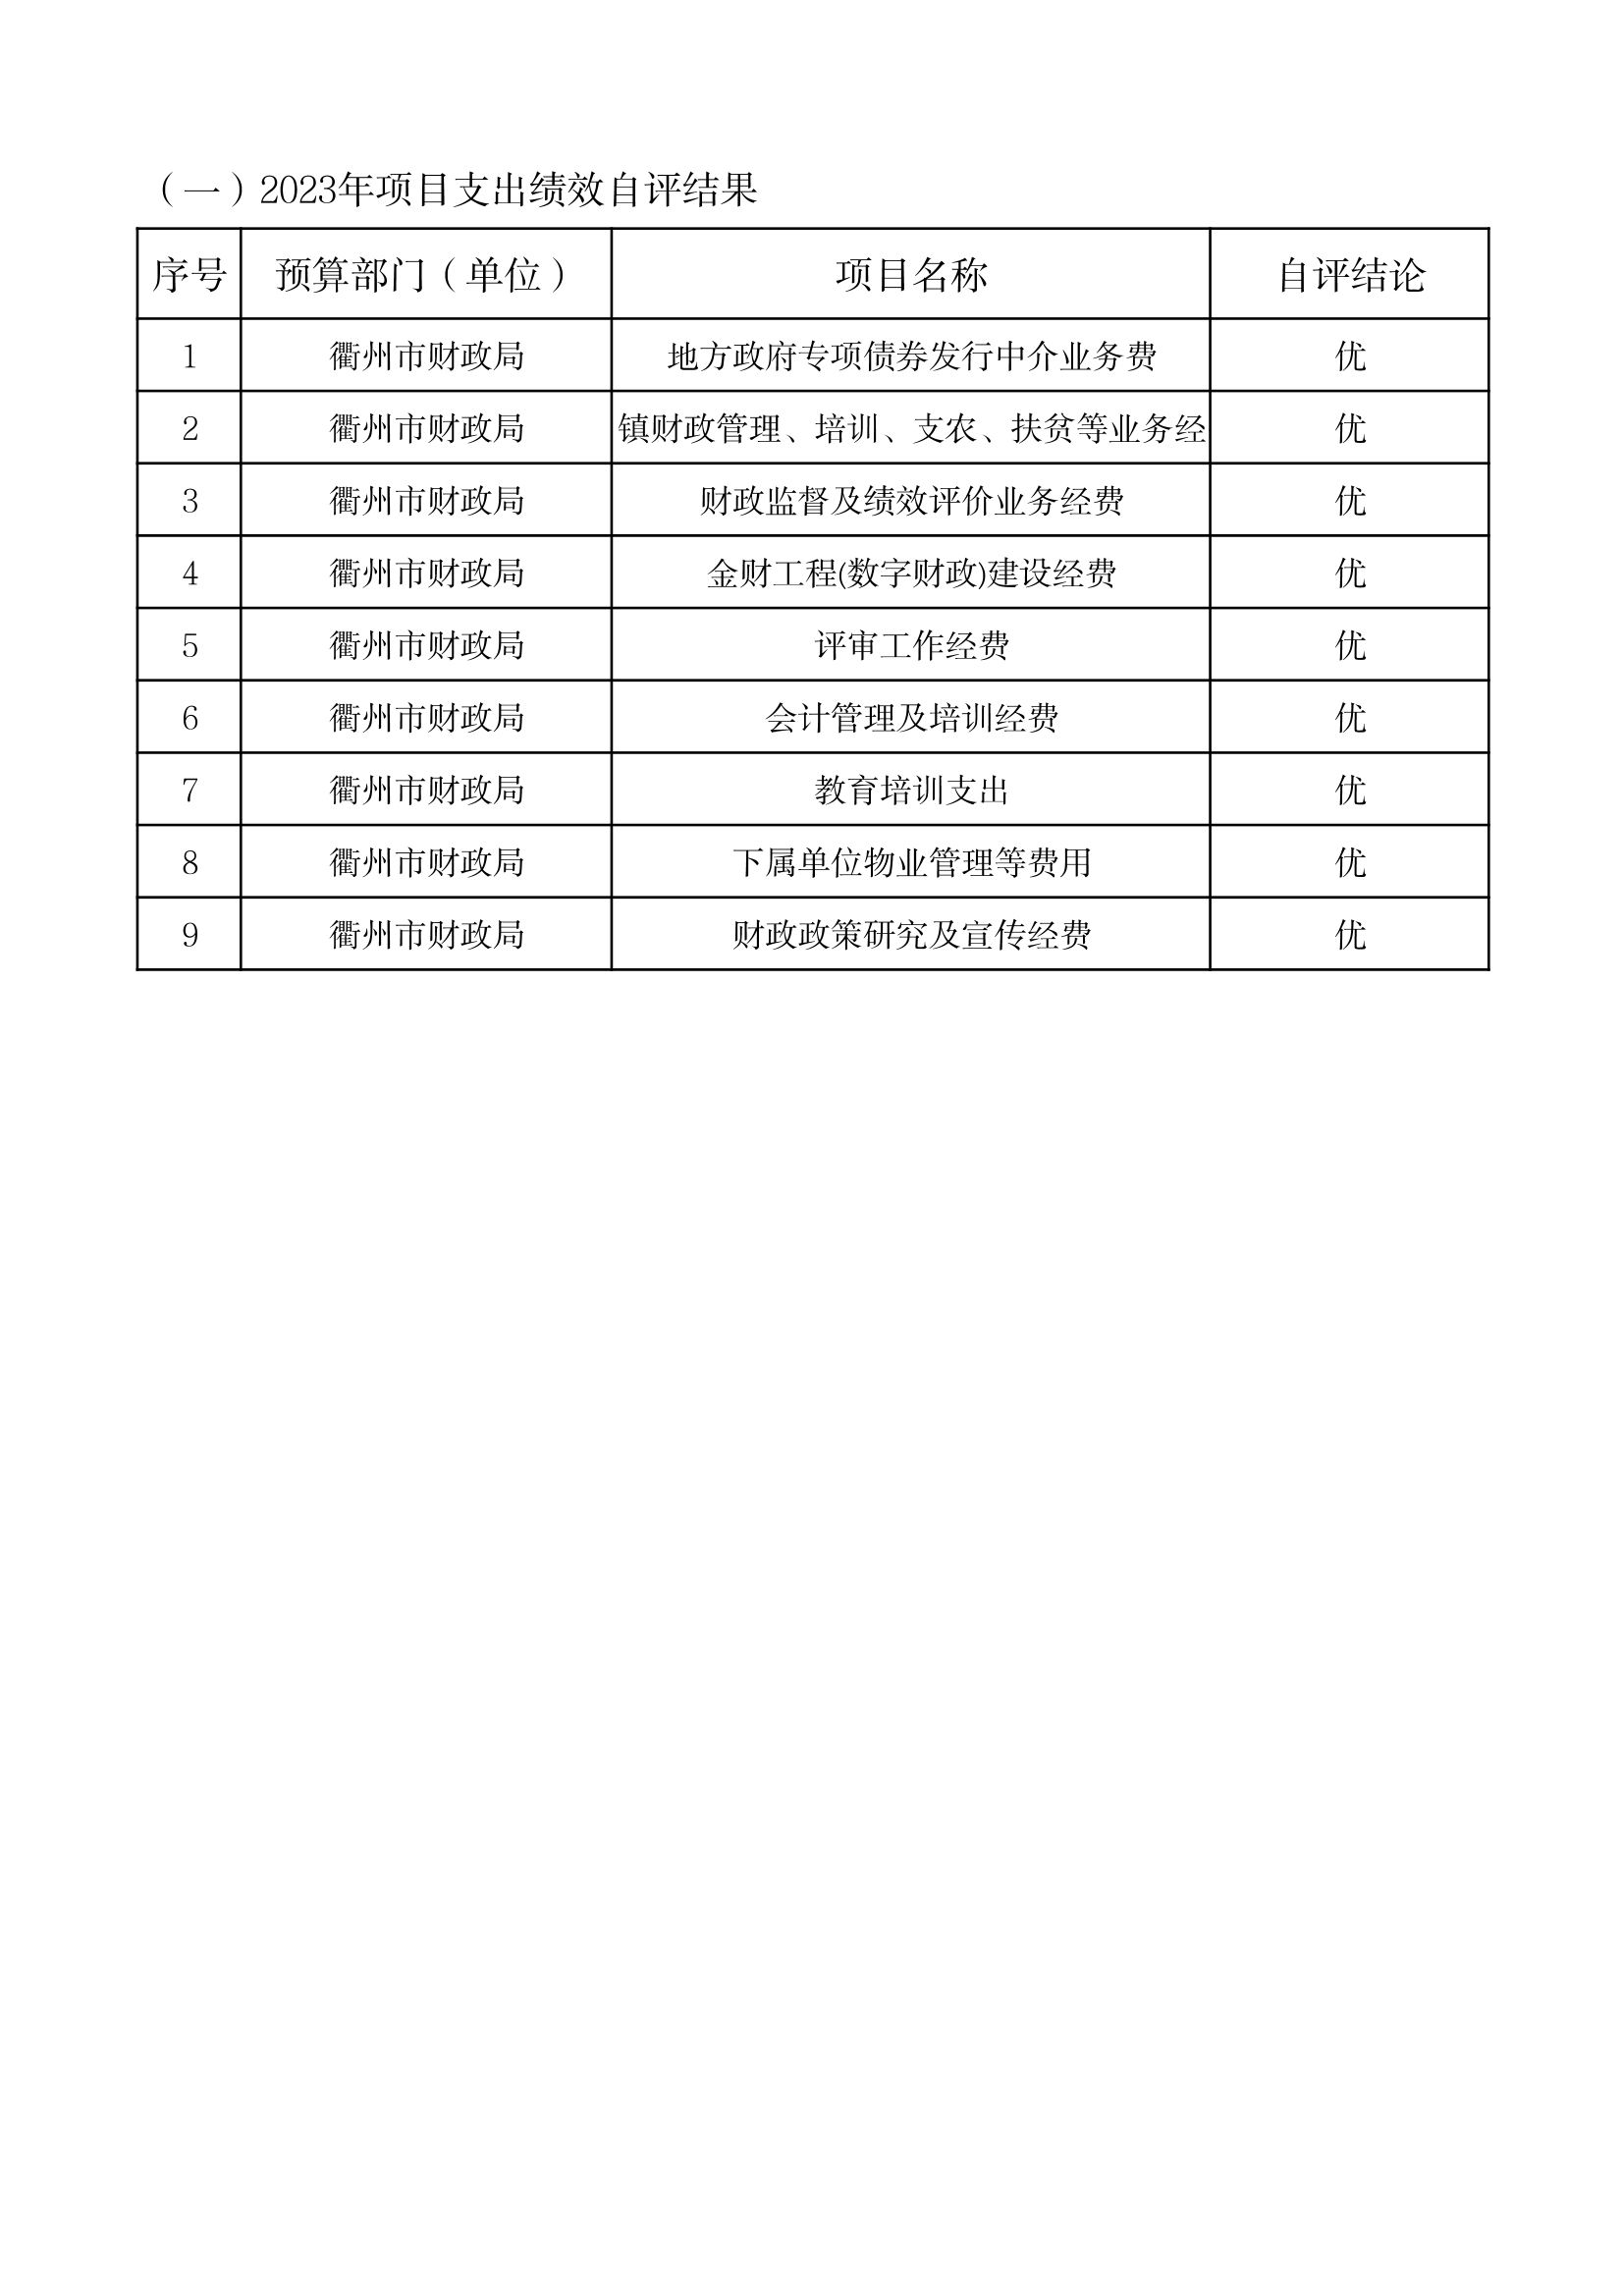 （一）2023年项目支出绩效自评结果
序号 预算部门（单位） 项目名称 自评结论
1 衢州市财政局 地方政府专项债券发行中介业务费 优
2 衢州市财政局 镇财政管理、培训、支农、扶贫等业务经 优
3 衢州市财政局 财政监督及绩效评价业务经费 优
4 衢州市财政局 金财工程(数字财政)建设经费 优
5 衢州市财政局 评审工作经费 优
6 衢州市财政局 会计管理及培训经费 优
7 衢州市财政局 教育培训支出 优
8 衢州市财政局 下属单位物业管理等费用 优
9 衢州市财政局 财政政策研究及宣传经费 优